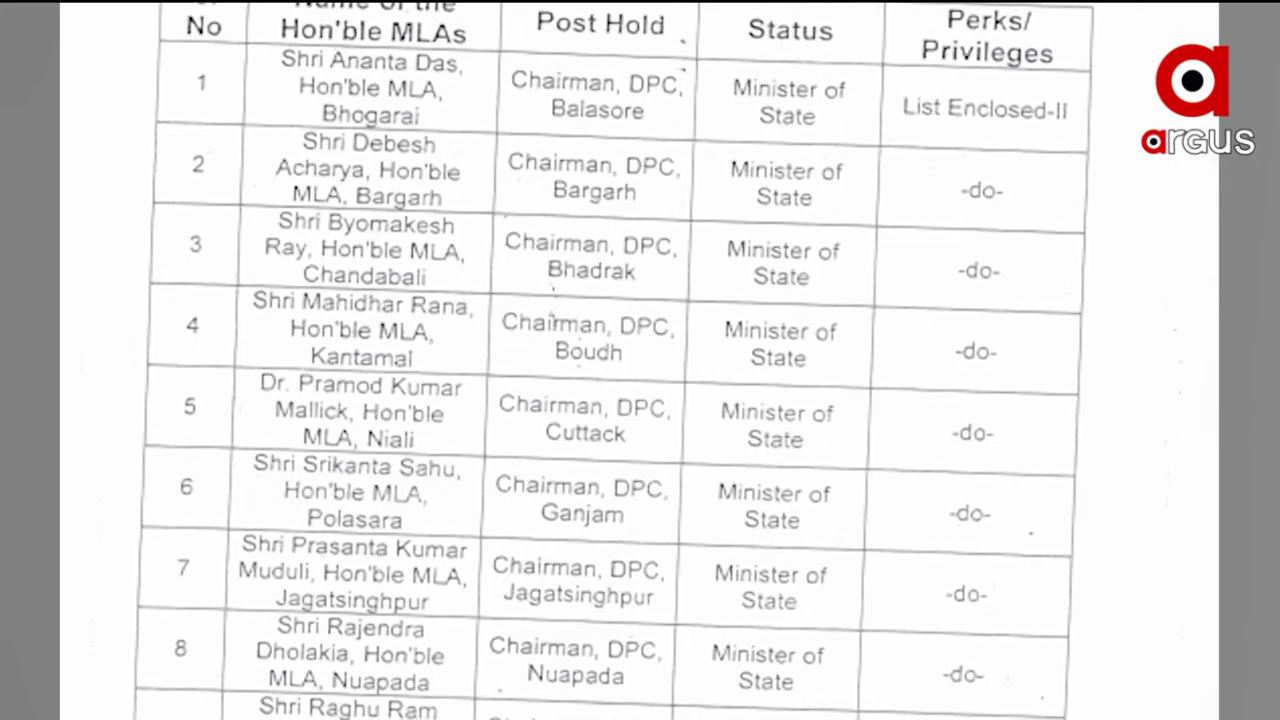 No
Name of the
Hon'ble MLAs
Post Hold
Status
Perks/
Privileges
1
Shri Ananta Das,
Hon'ble MLA,
Bhogarai
Chairman, DPC,
Balasore
Minister of
State
List Enclosed-II
2
Shri Debesh
Acharya, Hon'ble
MLA, Bargarh
Chairman, DPC,
Bargarh
Minister of
State
-do-
3
Shri Byomakesh
Ray, Hon'ble MLA,
Chandabali
Chairman, DPC,
Bhadrak
Minister of
State
-do-
4
Shri Mahidhar Rana,
Hon'ble MLA,
Kantamal
Chairman, DPC,
Boudh
Minister of
State
-do-
5
Dr. Pramod Kumar
Mallick, Hon'ble
MLA, Niali
Chairman, DPC,
Cuttack
Minister of
State
-do-
6
Shri Srikanta Sahu,
Hon'ble MLA,
Polasara
Chairman, DPC,
Ganjam
Minister of
State
-do-
7
Shri Prasanta Kumar
Muduli, Hon'ble MLA,
Jagatsinghpur
Chairman, DPC,
Jagatsinghpur
Minister of
State
-do-
8
Shri Rajendra
Dholakia, Hon'ble
MLA, Nuapada
Chairman, DPC,
Nuapada
Minister of
State
-do-
Shri Raghu Ram
argus